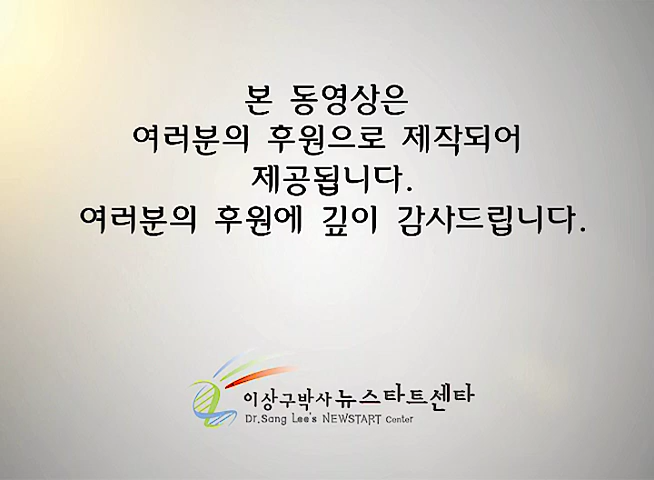 본 동영상은
여러분의 후원으로 제작되어
제공됩니다.
여러분의 후원에 깊이 감사드립니다.
이상구박사 뉴스타트센타
Dr.Sang Lee's NEWSTART Center